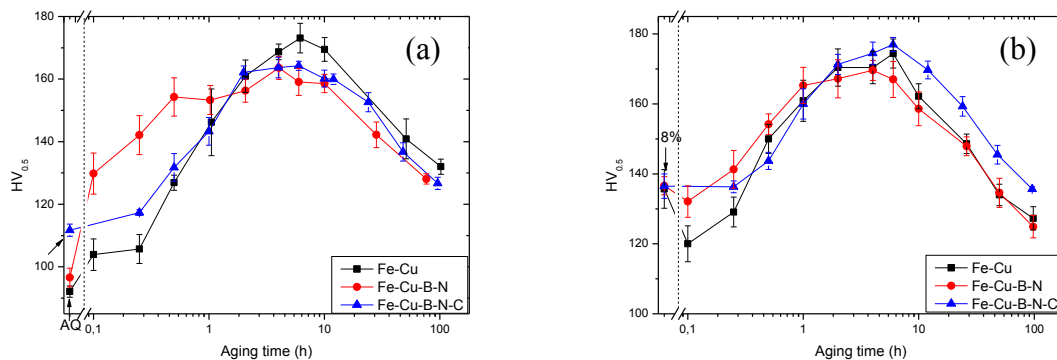 180
160
140
120
100
HV0.5
(a)
AQ
0,1
1
10
100
Aging time (h)
Fe-Cu
Fe-Cu-B-N
Fe-Cu-B-N-C
180
160
140
120
100
HV0.5
(b)
8%
0,1
1
10
100
Aging time (h)
Fe-Cu
Fe-Cu-B-N
Fe-Cu-B-N-C